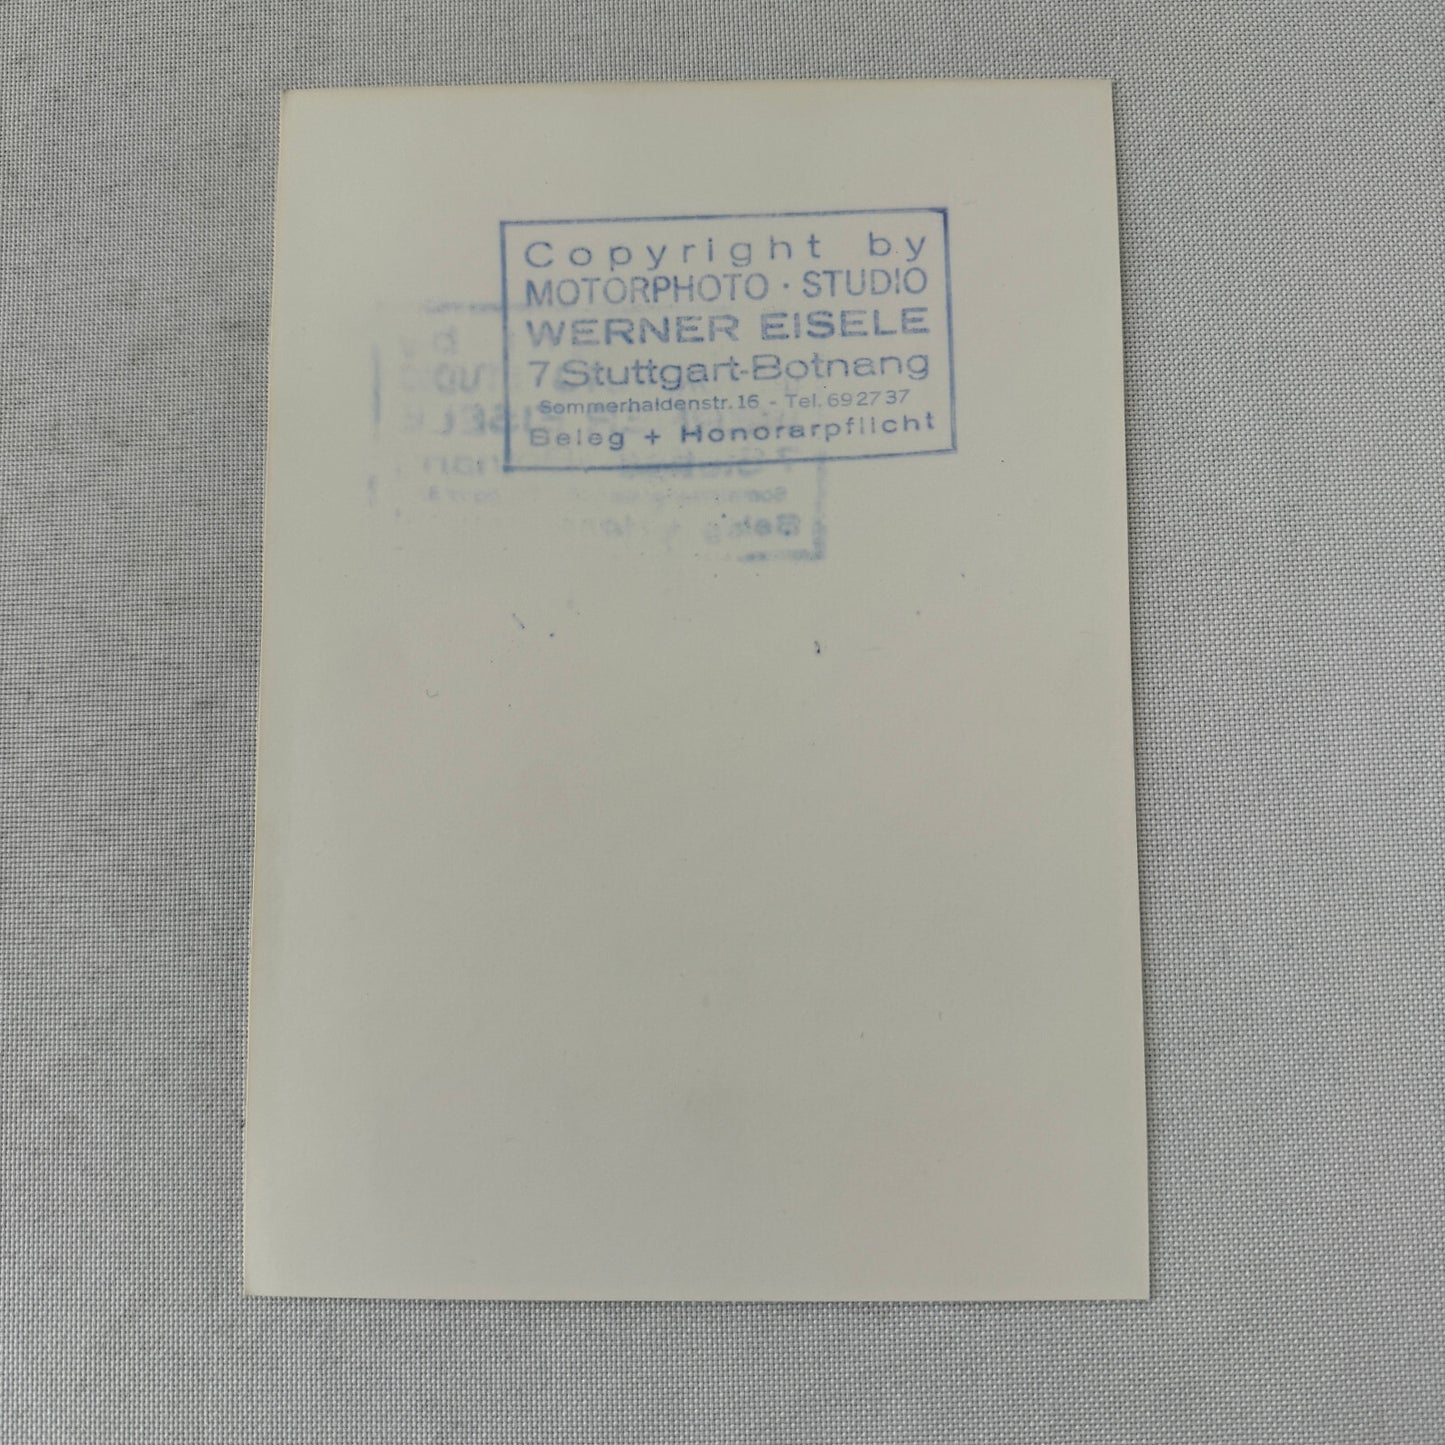 Copyright by
MOTORPHOTO · STUDIO
WERNER EISELE
7 Stuttgart-Botnang
Sommerhaldenstr. 16 - Tel. 69 27 37
Beleg + Honorarpflicht